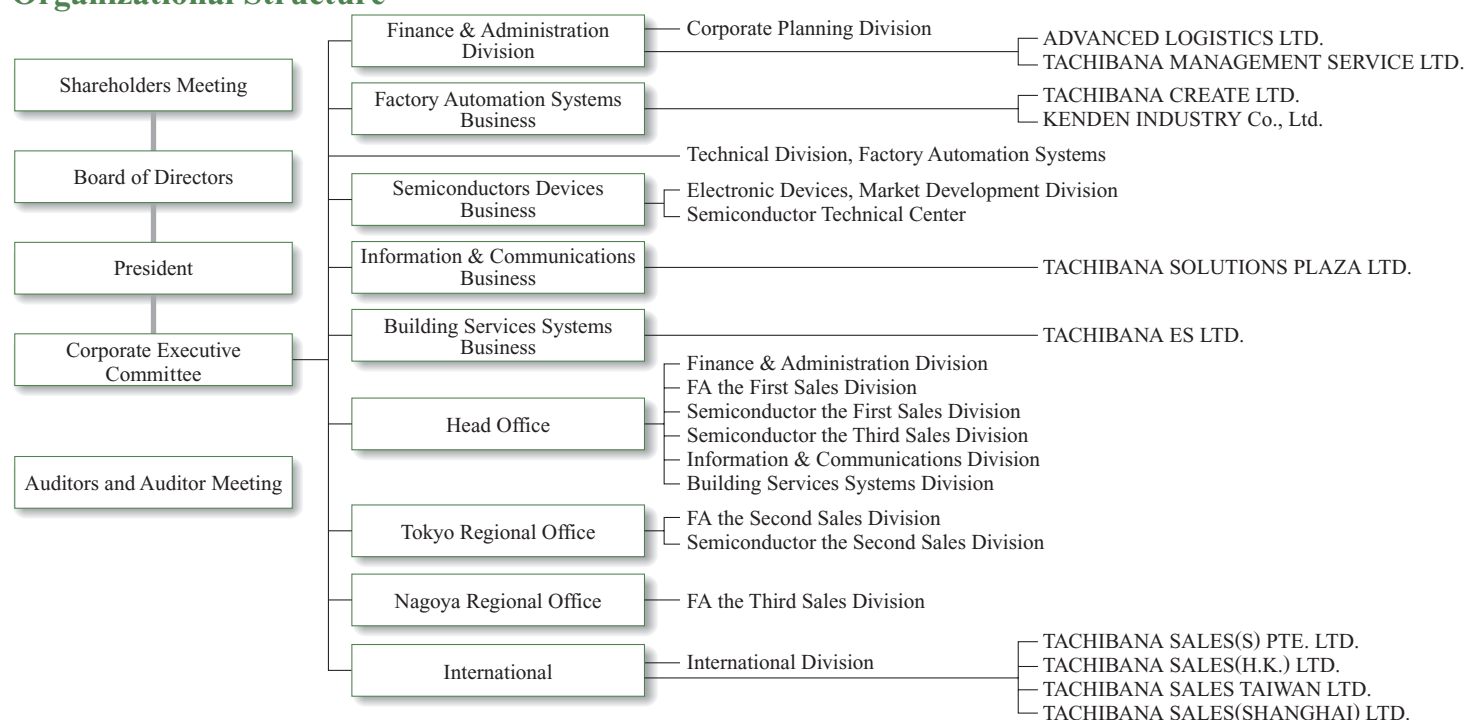 Organizational Structure
Shareholders Meeting
Board of Directors
President
Corporate Executive
Committee
Auditors and Auditor Meeting
Finance & Administration
Division
Corporate Planning Division
ADVANCED LOGISTICS LTD.
TACHIBANA MANAGEMENT SERVICE LTD.
Factory Automation Systems
Business
TACHIBANA CREATE LTD.
KENDEN INDUSTRY Co., Ltd.
Technical Division, Factory Automation Systems
Semiconductors Devices
Business
Electronic Devices, Market Development Division
Semiconductor Technical Center
Information & Communications
Business
TACHIBANA SOLUTIONS PLAZA LTD.
Building Services Systems
Business
TACHIBANA ES LTD.
Head Office
Finance & Administration Division
FA the First Sales Division
Semiconductor the First Sales Division
Semiconductor the Third Sales Division
Information & Communications Division
Building Services Systems Division
Tokyo Regional Office
FA the Second Sales Division
Semiconductor the Second Sales Division
Nagoya Regional Office
FA the Third Sales Division
International
International Division
TACHIBANA SALES(S) PTE. LTD.
TACHIBANA SALES(H.K.) LTD.
TACHIBANA SALES TAIWAN LTD.
TACHIBANA SALES(SHANGHAI) LTD.